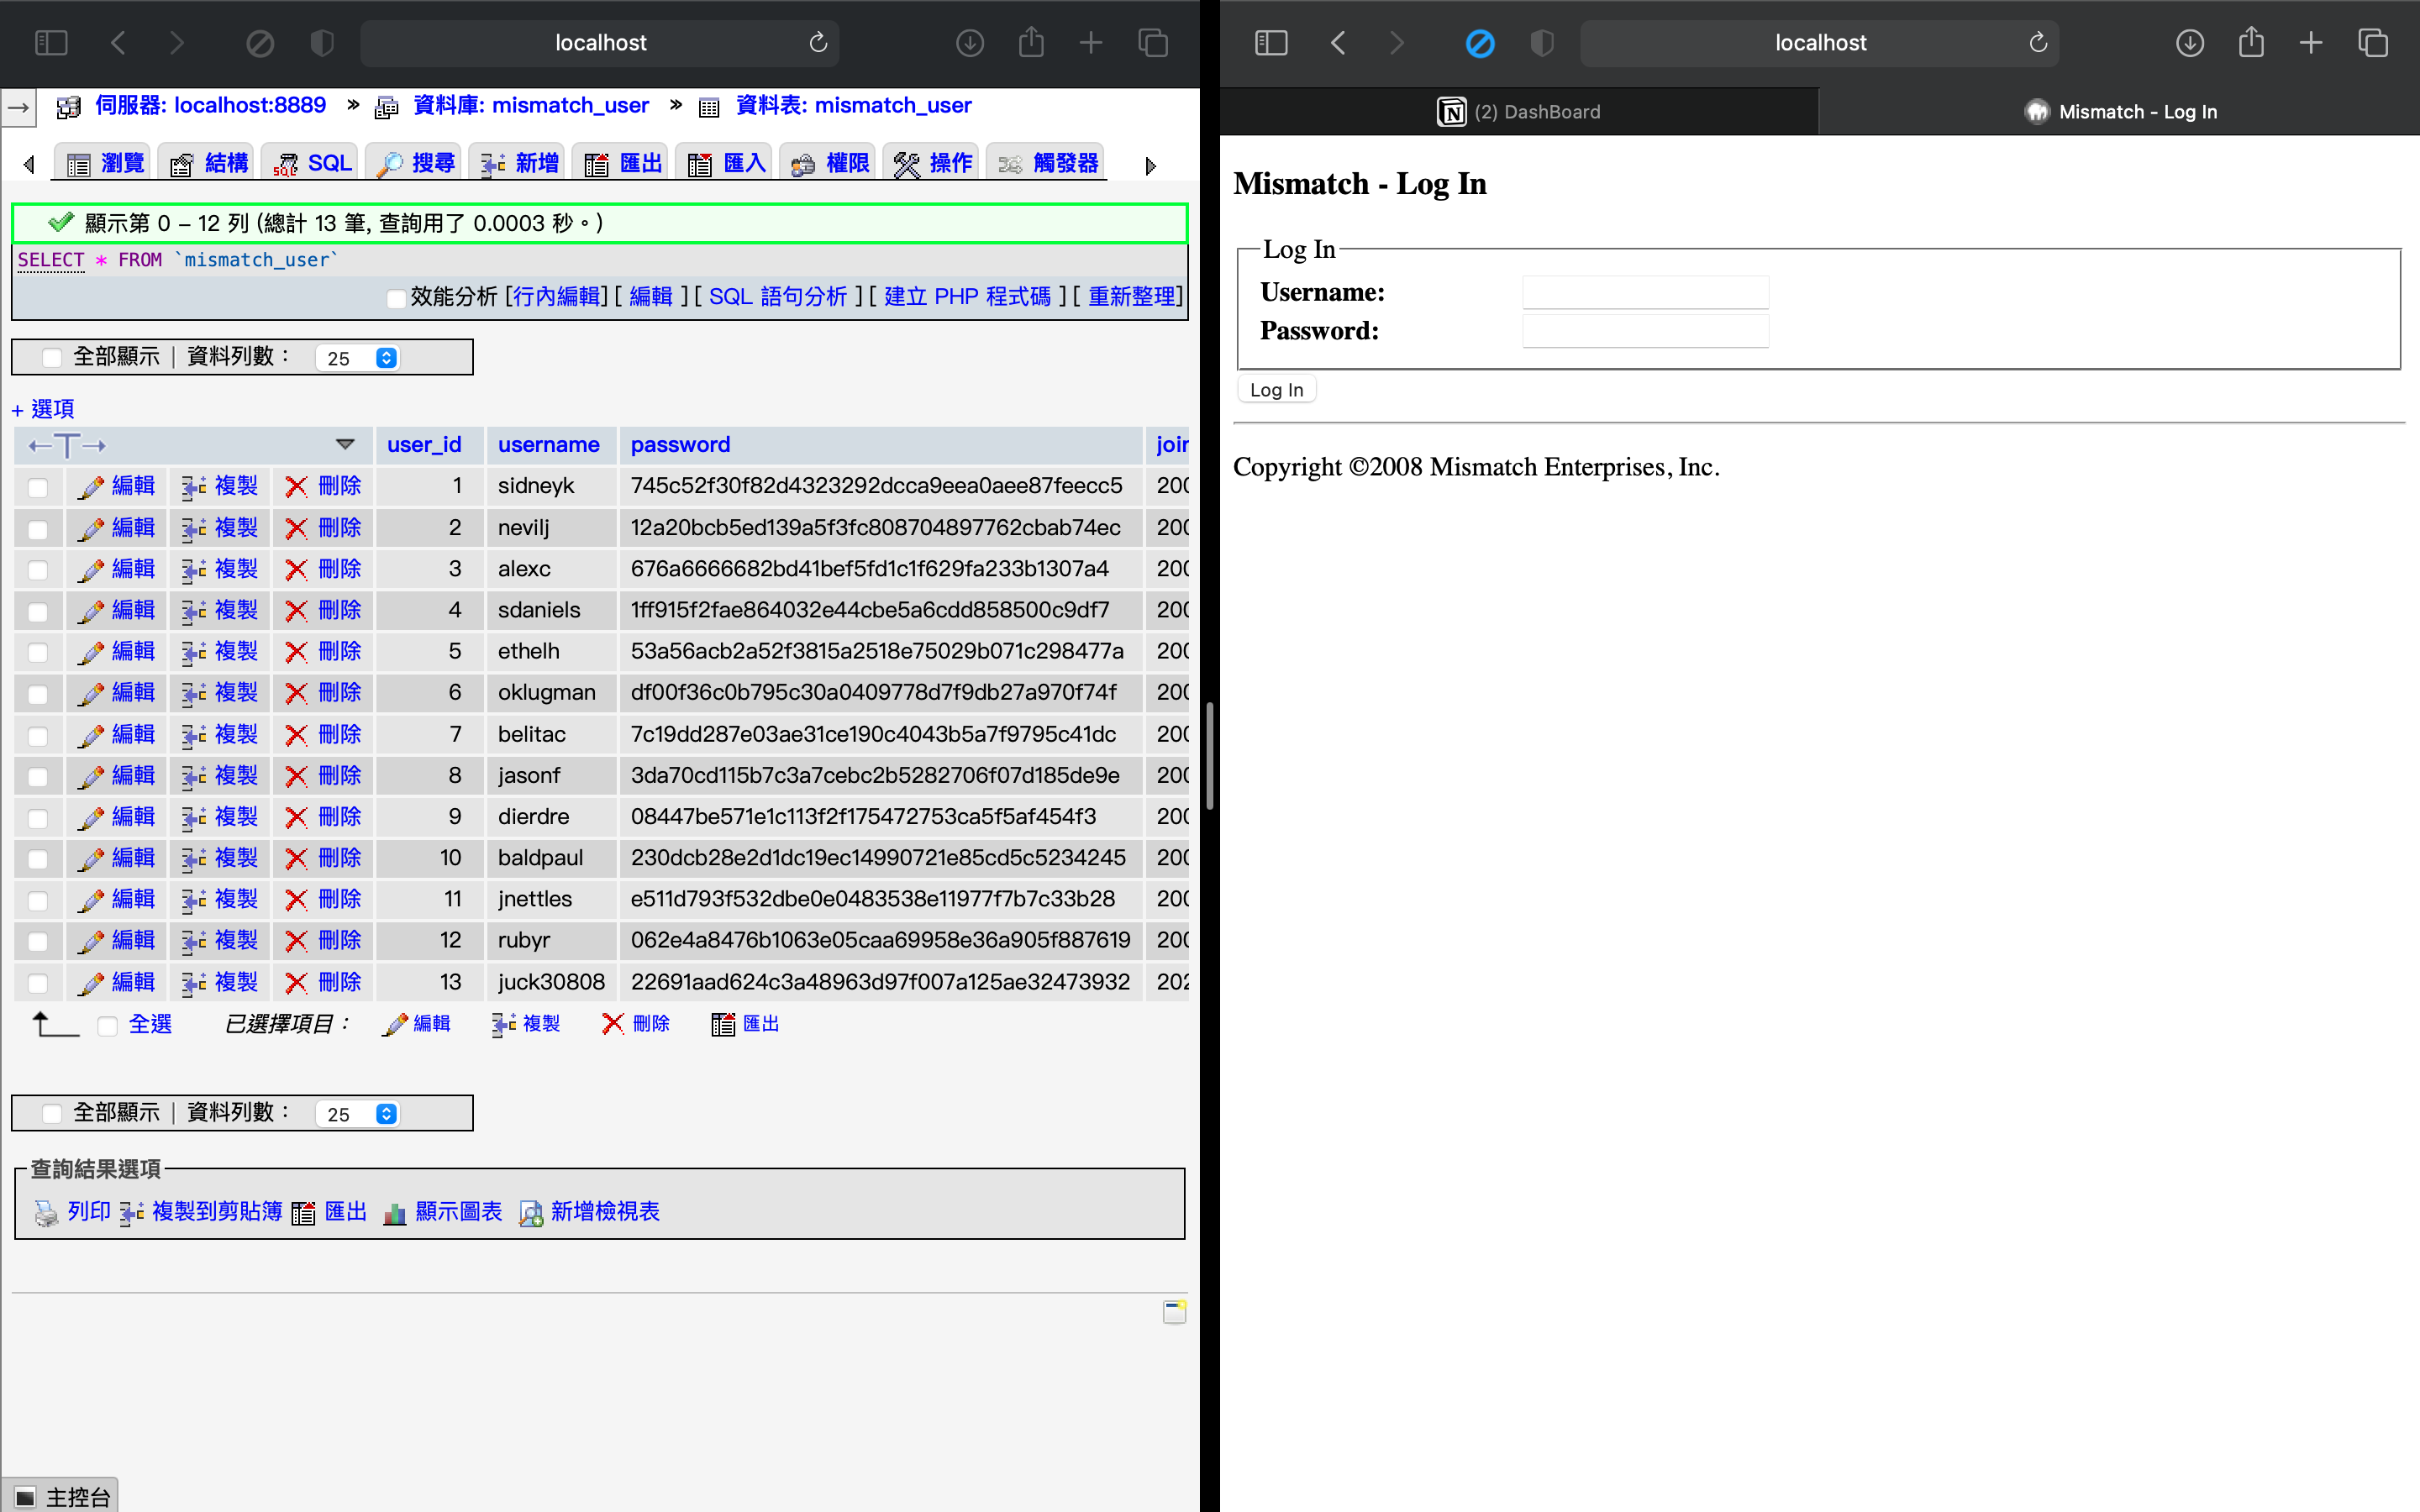 localhost
伺服器: localhost:8889 » 資料庫: mismatch_user » 資料表: mismatch_user
瀏覽 結構 SQL 搜尋 新增 匯出 匯入 權限 操作 觸發器
顯示第 0 – 12 列 (總計 13 筆, 查詢用了 0.0003 秒。)
SELECT * FROM `mismatch_user`
效能分析 [行內編輯] [ 編輯 ] [ SQL 語句分析 ] [ 建立 PHP 程式碼 ] [ 重新整理]
全部顯示 | 資料列數： 25
+ 選項
←T→ user_id username password join
編輯 複製 刪除 1 sidneyk 745c52f30f82d4323292dcca9eea0aee87feecc5 200
編輯 複製 刪除 2 nevilj 12a20bcb5ed139a5f3fc808704897762cbab74ec 200
編輯 複製 刪除 3 alexc 676a6666682bd41bef5fd1c1f629fa233b1307a4 200
編輯 複製 刪除 4 sdaniels 1ff915f2fae864032e44cbe5a6cdd858500c9df7 200
編輯 複製 刪除 5 ethelh 53a56acb2a52f3815a2518e75029b071c298477a 200
編輯 複製 刪除 6 oklugman df00f36c0b795c30a0409778d7f9db27a970f74f 200
編輯 複製 刪除 7 belitac 7c19dd287e03ae31ce190c4043b5a7f9795c41dc 200
編輯 複製 刪除 8 jasonf 3da70cd115b7c3a7cebc2b5282706f07d185de9e 200
編輯 複製 刪除 9 dierdre 08447be571e1c113f2f175472753ca5f5af454f3 200
編輯 複製 刪除 10 baldpaul 230dcb28e2d1dc19ec14990721e85cd5c5234245 200
編輯 複製 刪除 11 jnettles e511d793f532dbe0e0483538e11977f7b7c33b28 200
編輯 複製 刪除 12 rubyr 062e4a8476b1063e05caa69958e36a905f887619 200
編輯 複製 刪除 13 juck30808 22691aad624c3a48963d97f007a125ae32473932 202
全選 已選擇項目： 編輯 複製 刪除 匯出
全部顯示 | 資料列數： 25
查詢結果選項
列印 複製到剪貼簿 匯出 顯示圖表 新增檢視表
主控台
localhost
(2) DashBoard
Mismatch - Log In
Mismatch - Log In
Log In
Username:
Password:
Log In
Copyright ©2008 Mismatch Enterprises, Inc.